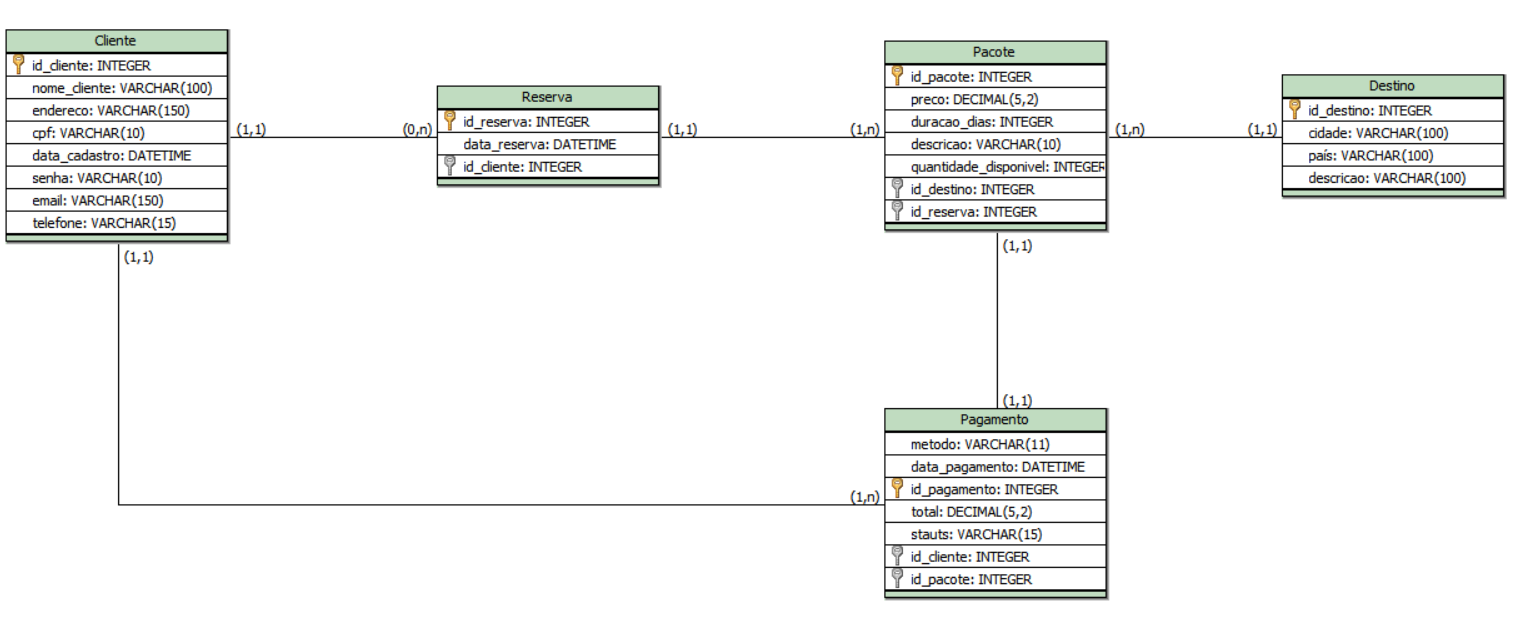 Cliente
id_cliente: INTEGER
nome_cliente: VARCHAR(100)
endereco: VARCHAR(150)
cpf: VARCHAR(10)
data_cadastro: DATETIME
senha: VARCHAR(10)
email: VARCHAR(150)
telefone: VARCHAR(15)
(1,1)
(0,n)
(1,1)
Reserva
id_reserva: INTEGER
data_reserva: DATETIME
id_cliente: INTEGER
(1,1)
(1,n)
Pacote
id_pacote: INTEGER
preco: DECIMAL(5,2)
duracao_dias: INTEGER
descricao: VARCHAR(10)
quantidade_disponivel: INTEGER
id_destino: INTEGER
id_reserva: INTEGER
(1,n)
(1,1)
Destino
id_destino: INTEGER
cidade: VARCHAR(100)
país: VARCHAR(100)
descricao: VARCHAR(100)
(1,1)
(1,1)
(1,n)
Pagamento
metodo: VARCHAR(11)
data_pagamento: DATETIME
id_pagamento: INTEGER
total: DECIMAL(5,2)
stauts: VARCHAR(15)
id_cliente: INTEGER
id_pacote: INTEGER